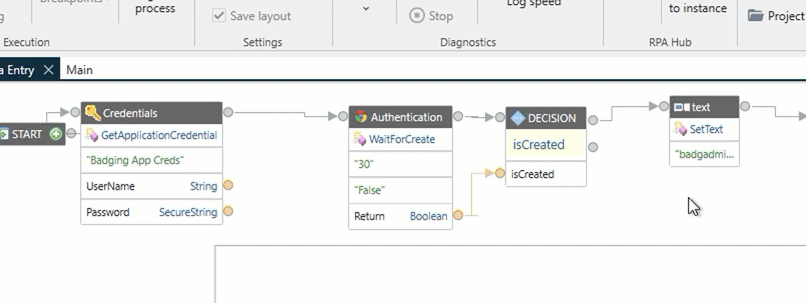 Breakpoints
process
Save layout
Stop
Log speed
to instance
Project
Execution
Settings
Diagnostics
RPA Hub
a Entry
Main
START
Credentials
GetApplicationCredential
"Badging App Creds"
UserName String
Password SecureString
Authentication
WaitForCreate
"30"
"False"
Return Boolean
DECISION
isCreated
isCreated
text
SetText
"badgadmi...